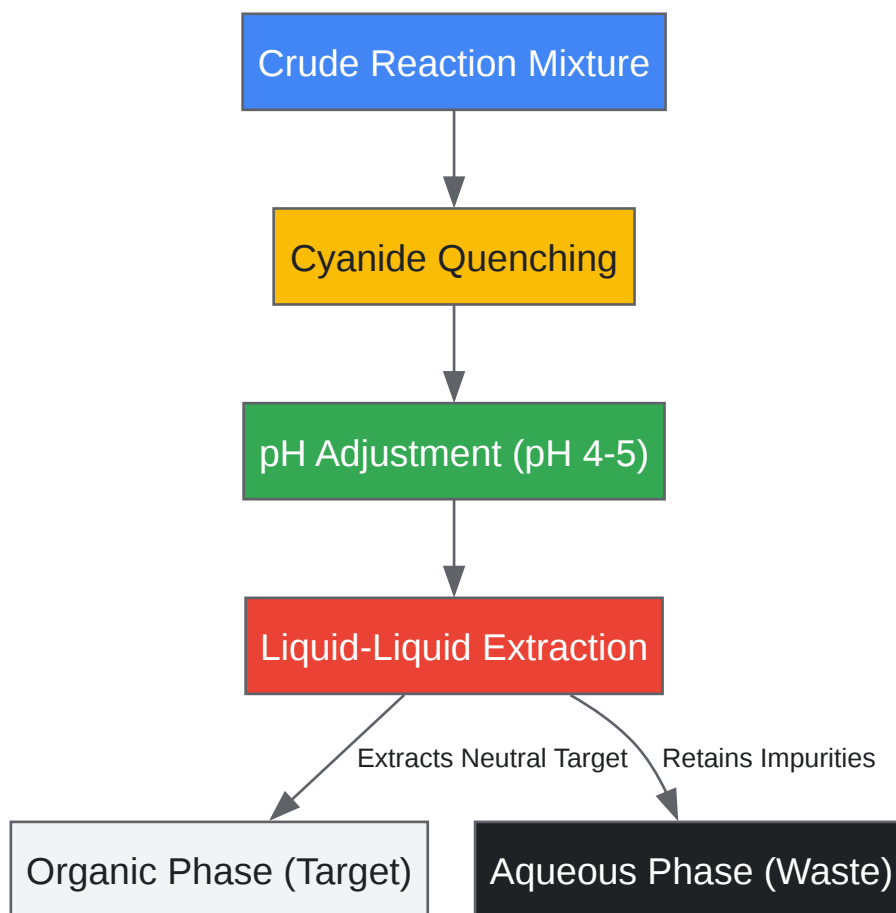 Crude Reaction Mixture
Cyanide Quenching
pH Adjustment (pH 4-5)
Liquid-Liquid Extraction
Extracts Neutral Target
Retains Impurities
Organic Phase (Target)
Aqueous Phase (Waste)